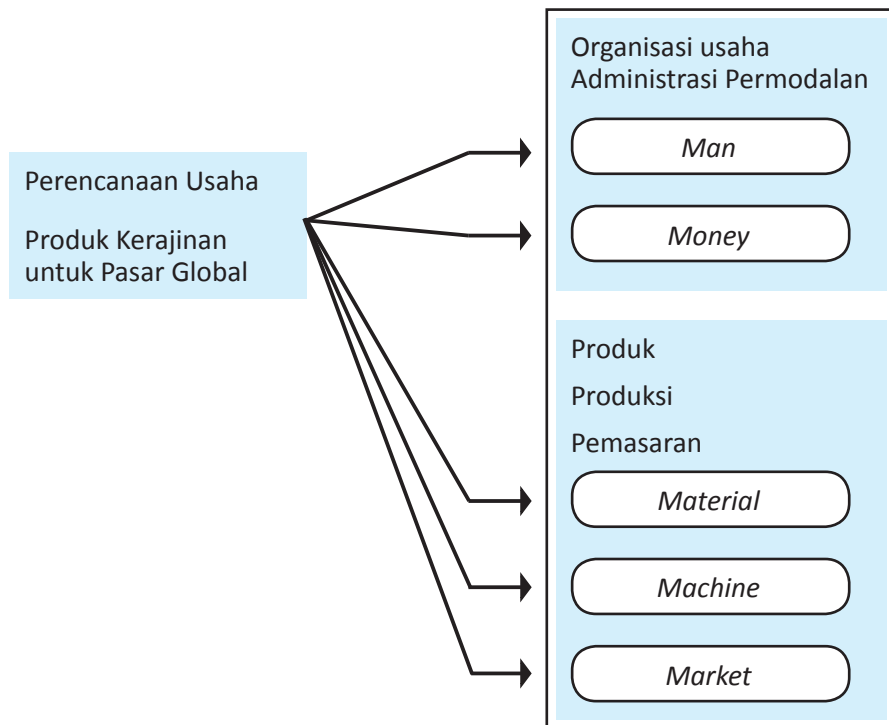 Perencanaan Usaha
Produk Kerajinan
untuk Pasar Global
Organisasi usaha
Administrasi Permodalan
Man
Money
Produk
Produksi
Pemasaran
Material
Machine
Market